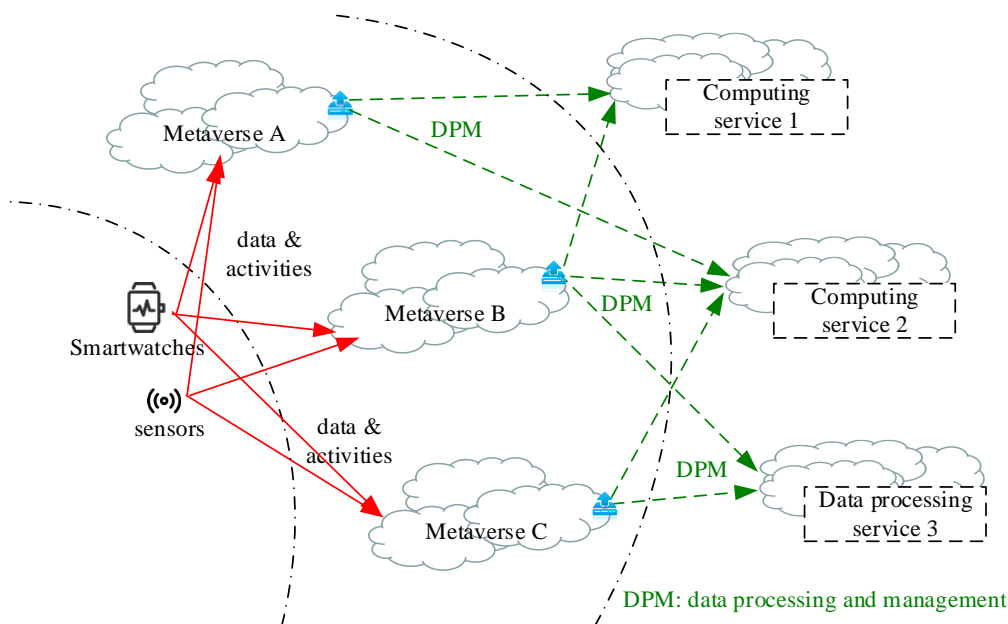 Computing
service 1
Metaverse A
DPM
data &
activities
Metaverse B
DPM
Computing
service 2
Smartwatches
sensors
data &
activities
DPM
Metaverse C
Data processing
service 3
DPM: data processing and management